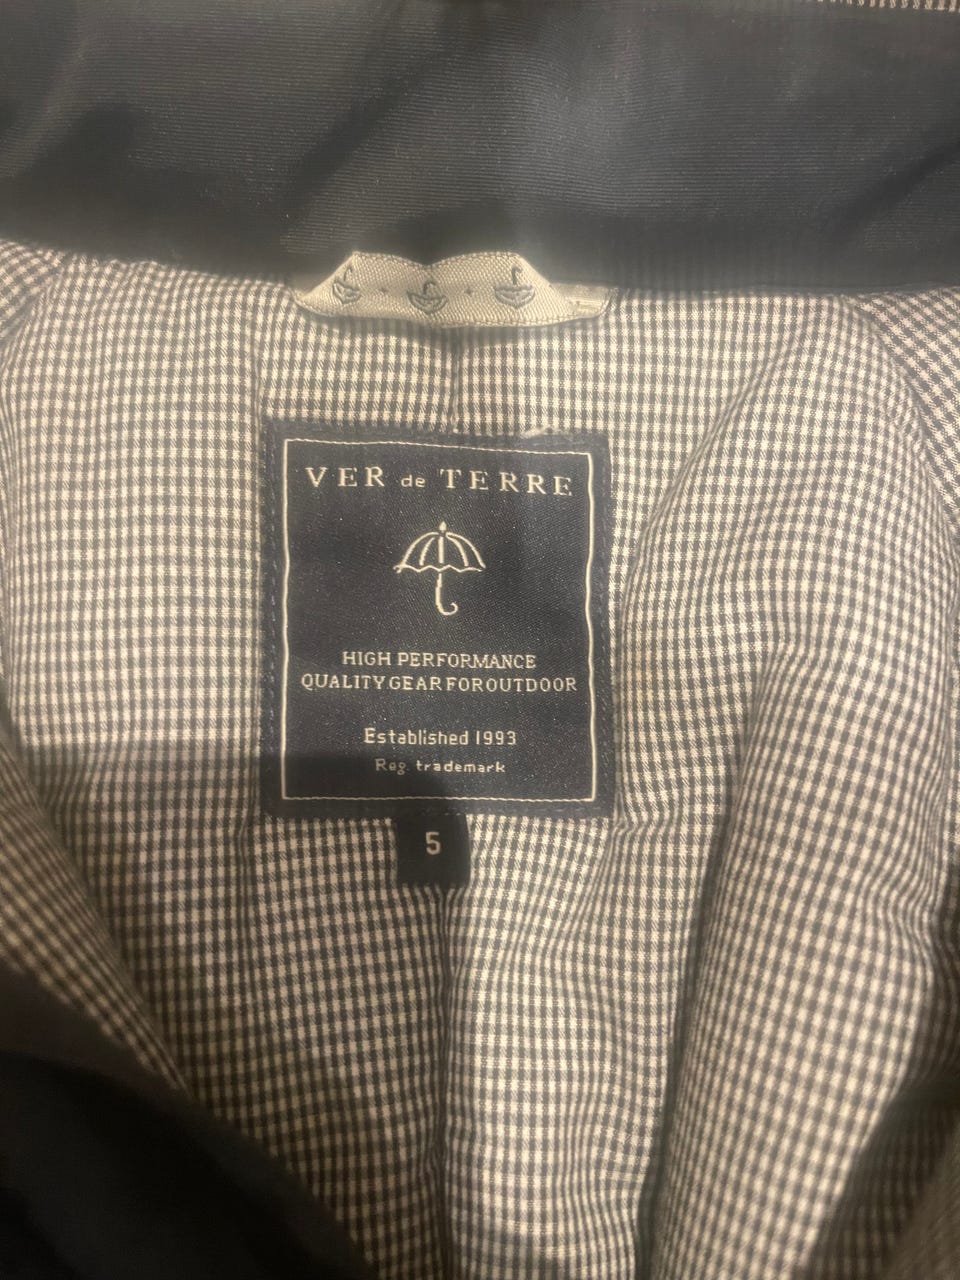 VER de TERRE
HIGH PERFORMANCE
QUALITY GEAR FOR OUTDOOR
Established 1993
Reg. trademark
5